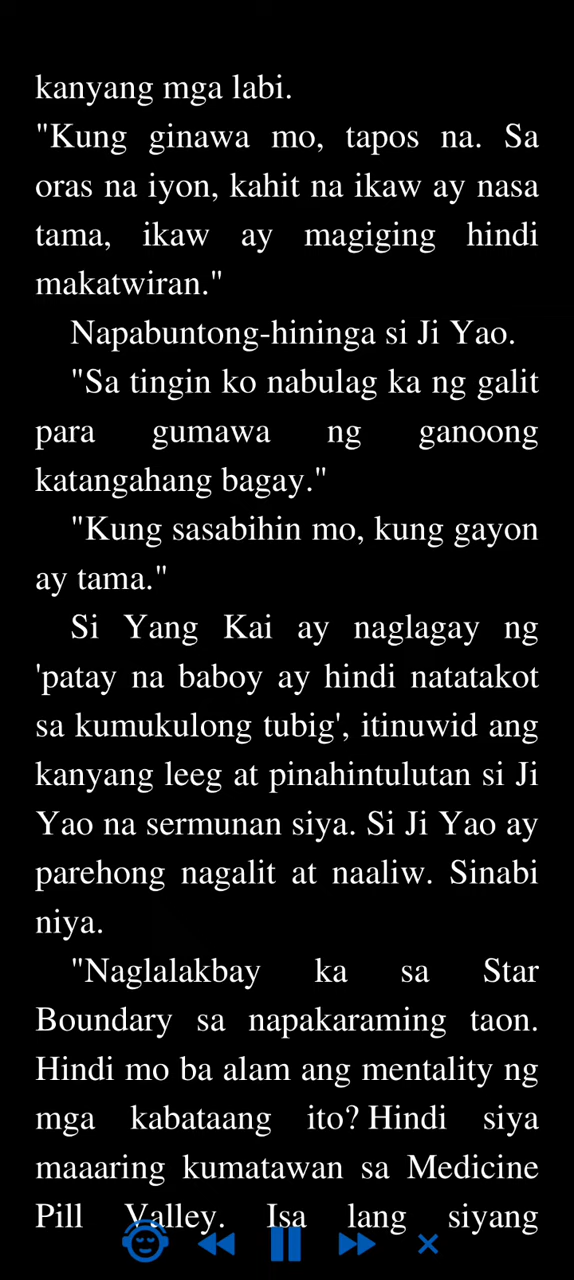 kanyang mga labi.
"Kung ginawa mo, tapos na. Sa
oras na iyon, kahit na ikaw ay nasa
tama, ikaw ay magiging hindi
makatwiran."
Napabuntong-hininga si Ji Yao.
"Sa tingin ko nabulag ka ng galit
para gumawa ng ganoong
katangahang bagay."
"Kung sasabihin mo, kung gayon
ay tama."
Si Yang Kai ay naglagay ng
'patay na baboy ay hindi natatakot
sa kumukulong tubig', itinuwid ang
kanyang leeg at pinahintulutan si Ji
Yao na sermunan siya. Si Ji Yao ay
parehong nagalit at naaliw. Sinabi
niya.
"Naglalakbay ka sa Star
Boundary sa napakaraming taon.
Hindi mo ba alam ang mentality ng
mga kabataang ito? Hindi siya
maaaring kumatawan sa Medicine
Pill Valley. Isa lang siyang